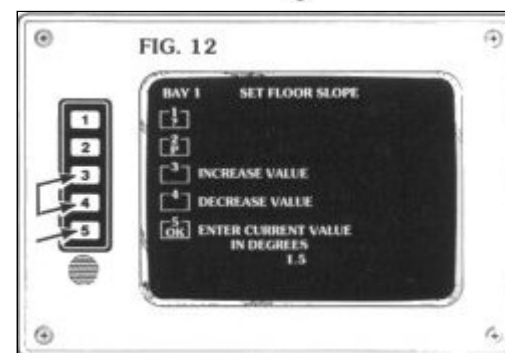 FIG. 12
BAY 1 SET FLOOR SLOPE
1
2
3
4
5
1
?
2
P
3 INCREASE VALUE
4 DECREASE VALUE
5
OK ENTER CURRENT VALUE
IN DEGREES
1.5